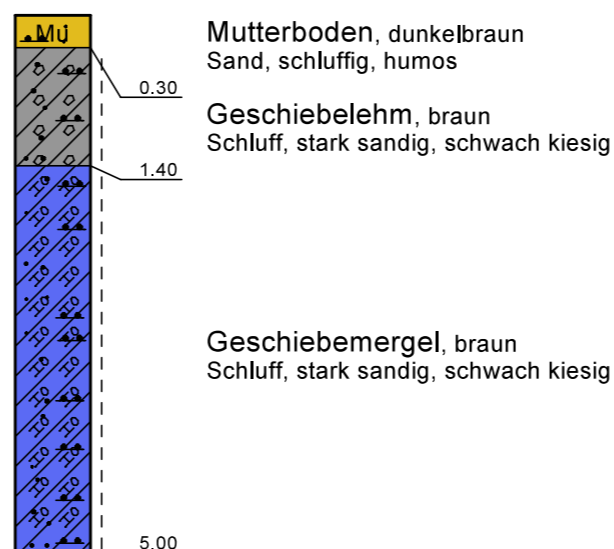 Mu
Mutterboden, dunkelbraun
Sand, schluffig, humos
0.30
Geschiebelehm, braun
Schluff, stark sandig, schwach kiesig
1.40
Geschiebemergel, braun
Schluff, stark sandig, schwach kiesig
5.00